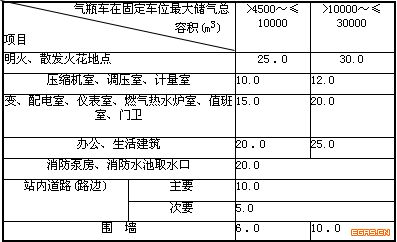 气瓶车在固定车位最大储气总
容积(m³)
项目
>4500～≤
10000
>10000～≤
30000
明火、散发火花地点
25.0
30.0
压缩机室、调压室、计量室
10.0
12.0
变、配电室、仪表室、燃气热水炉室、值班
室、门卫
15.0
20.0
办公、生活建筑
20.0
25.0
消防泵房、消防水池取水口
20.0
站内道路(路边)
主要
10.0
次要
5.0
围 墙
6.0
10.0
EGAS.CN